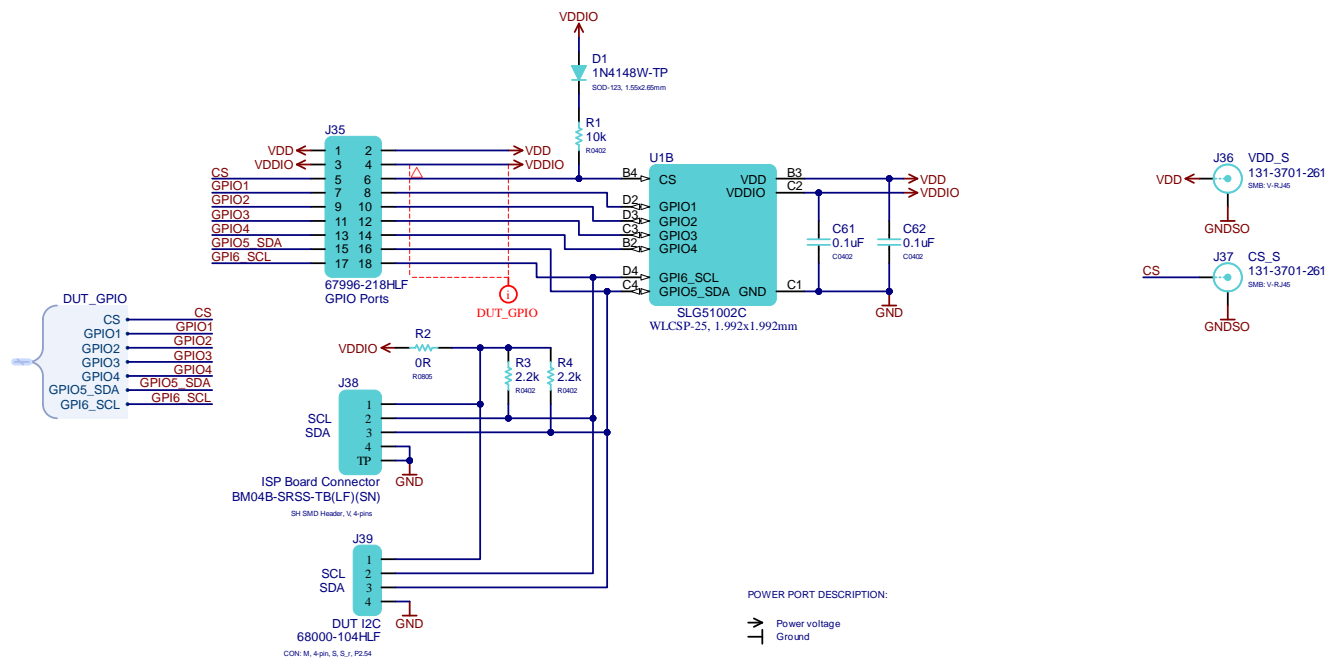 VDDIO
D1
1N4148W-TP
SOD-123, 1.55x2.65mm
R1
10k
R0402
J35
VDD
1
2
VDD
VDDIO
3
4
VDDIO
CS
5
6
GPIO1
7
8
GPIO2
9
10
GPIO3
11
12
GPIO4
13
14
GPIO5_SDA
15
16
GPI6_SCL
17
18
67996-218HLF
GPIO Ports
i
DUT_GPIO
U1B
B4
CS
D2
GPIO1
D3
GPIO2
C3
GPIO3
B2
GPIO4
D4
GPI6_SCL
C4
GPIO5_SDA
VDD
B3
VDD
VDDIO
C2
VDDIO
GND
C1
GND
SLG51002C
WLCSP-25, 1.992x1.992mm
C61
0.1uF
C0402
C62
0.1uF
C0402
J36
VDD_S
131-3701-261
SMB: V-RJ45
VDD
GNDSO
J37
CS_S
131-3701-261
SMB: V-RJ45
CS
GNDSO
DUT_GPIO
CS
CS
GPIO1
GPIO1
GPIO2
GPIO2
GPIO3
GPIO3
GPIO4
GPIO4
GPIO5_SDA
GPIO5_SDA
GPI6_SCL
GPI6_SCL
VDDIO
R2
0R
R0805
R3
2.2k
R0402
R4
2.2k
R0402
J38
1
SCL
2
SDA
3
4
TP
GND
ISP Board Connector
BM04B-SRSS-TB(LF)(SN)
SH SMD Header, V, 4-pins
J39
1
SCL
2
SDA
3
4
GND
DUT I2C
68000-104HLF
CON: M, 4-pin, S, S_r, P2.54
POWER PORT DESCRIPTION:
Power voltage
Ground